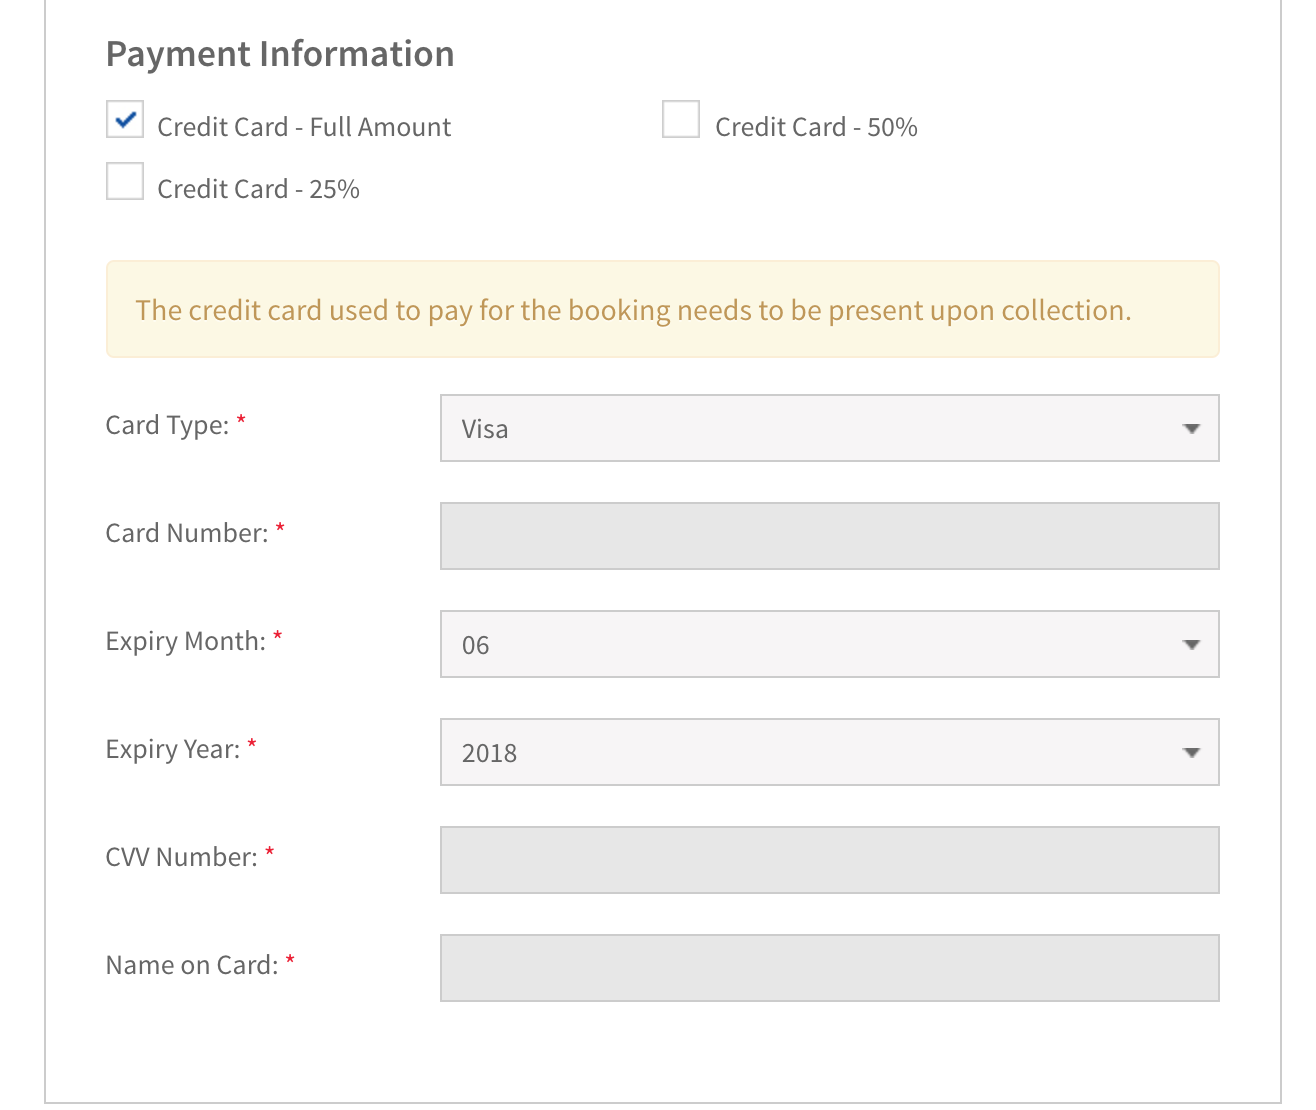 Payment Information
Credit Card - Full Amount
Credit Card - 50%
Credit Card - 25%
The credit card used to pay for the booking needs to be present upon collection.
Card Type: *
Visa
Card Number: *
Expiry Month: *
06
Expiry Year: *
2018
CVV Number: *
Name on Card: *